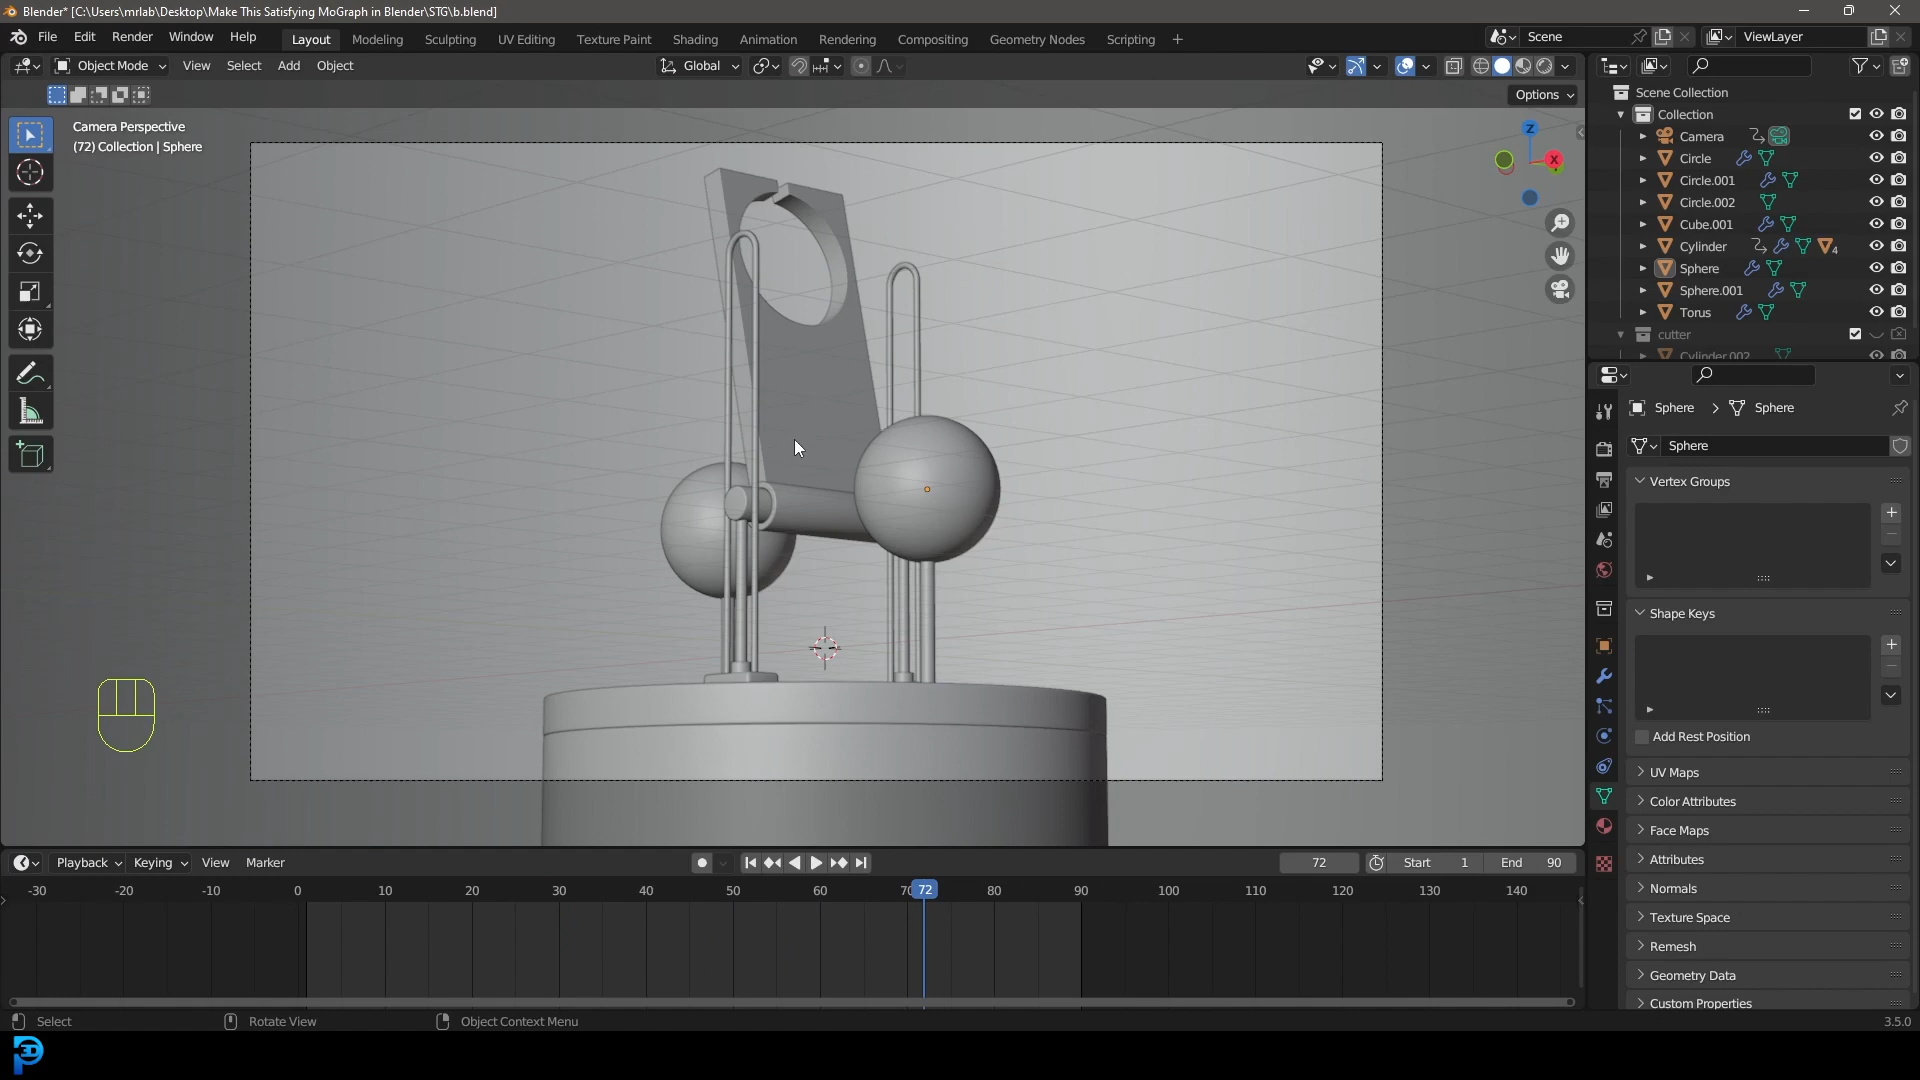 Blender* [C:\Users\mrlab\Desktop\Make This Satisfying MoGraph in Blender\STG\b.blend]
File Edit Render Window Help Layout Modeling Sculpting UV Editing Texture Paint Shading Animation Rendering Compositing Geometry Nodes Scripting + Scene ViewLayer
Object Mode View Select Add Object Global
Options
Camera Perspective
(72) Collection | Sphere
Z
X
Scene Collection
Collection
Camera
Circle
Circle.001
Circle.002
Cube.001
Cylinder 4
Sphere
Sphere.001
Torus
cutter
Cylinder.002
Sphere > Sphere
Sphere
Vertex Groups
Shape Keys
Add Rest Position
UV Maps
Color Attributes
Face Maps
Attributes
Normals
Texture Space
Remesh
Geometry Data
Custom Properties
Playback Keying View Marker 72 Start 1 End 90
-30 -20 -10 0 10 20 30 40 50 60 70 72 80 90 100 110 120 130 140
Select Rotate View Object Context Menu 3.5.0